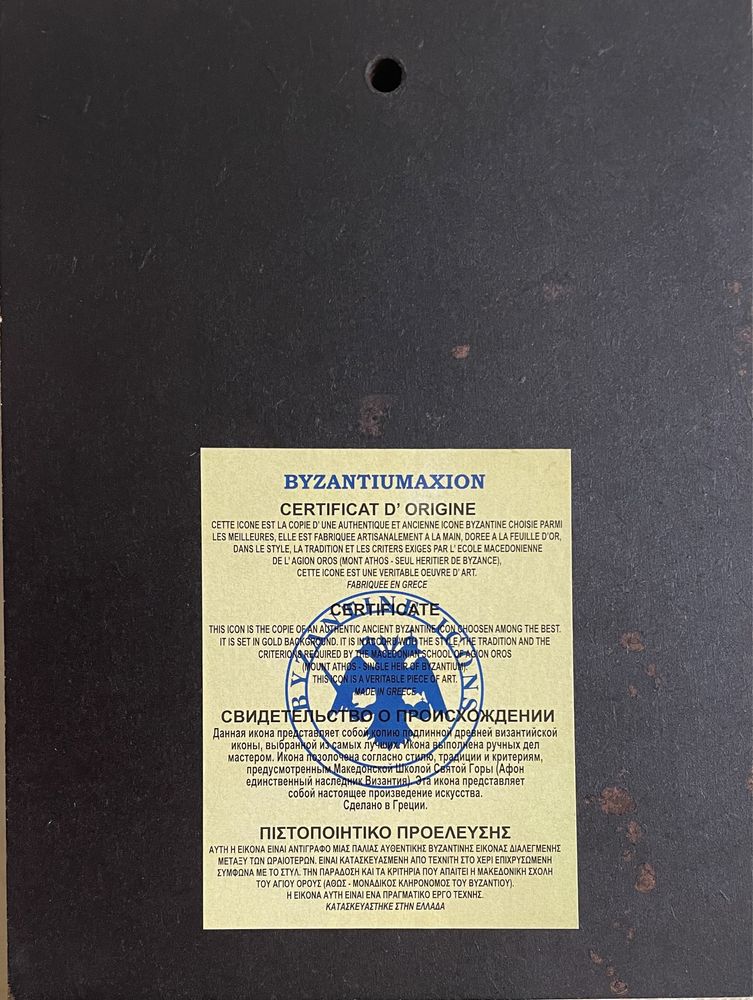 BYZANTIUMAXION
CERTIFICAT D' ORIGINE
CETTE ICONE EST LA COPIE D' UNE AUTHENTIQUE ET ANCIENNE ICONE BYZANTINE CHOISIE PARMI
LES MEILLEURES, ELLE EST FABRIQUEE ARTISANALEMENT A LA MAIN, DOREE A LA FEUILLE D'OR,
DANS LE STYLE, LA TRADITION ET LES CRITERS EXIGES PAR L' ECOLE MACEDONIENNE
DE L' AGION OROS (MONT ATHOS - SEUL HERITIER DE BYZANCE),
CETTE ICONE EST UNE VERITABLE OEUVRE D' ART.
FABRIQUEE EN GRECE
CERTIFICATE
THIS ICON IS THE COPIE OF AN AUTHENTIC ANCIENT BYZANTINE ICON CHOOSEN AMONG THE BEST.
IT IS SET IN GOLD BACKGROUND. IT IS IN ACCORD WITH THE STYLE, THE TRADITION AND THE
CRITERION REQUIRED BY THE MACEDONIAN SCHOOL OF AGION OROS
(MOUNT ATHOS - SINGLE HEIR OF BYZANTIUM).
THIS ICON IS A VERITABLE PIECE OF ART.
MADE IN GREECE
BYZANTINE ICONS
СВИДЕТЕЛЬСТВО О ПРОИСХОЖДЕНИИ
Данная икона представляет собой копию подлинной древней византийской
иконы, выбранной из самых лучших. Икона выполнена ручных дел
мастером. Икона позолочена согласно стилю, традиции и критериям,
предусмотренным Македонской Школой Святой Горы (Афон
единственный наследник Византии). Эта икона представляет
собой настоящее произведение искусства.
Сделано в Греции.
ΠΙΣΤΟΠΟΙΗΤΙΚΟ ΠΡΟΕΛΕΥΣΗΣ
ΑΥΤΗ Η ΕΙΚΟΝΑ ΕΙΝΑΙ ΑΝΤΙΓΡΑΦΟ ΜΙΑΣ ΠΑΛΙΑΣ ΑΥΘΕΝΤΙΚΗΣ ΒΥΖΑΝΤΙΝΗΣ ΕΙΚΟΝΑΣ ΔΙΑΛΕΓΜΕΝΗΣ
ΜΕΤΑΞΥ ΤΩΝ ΩΡΑΙΟΤΕΡΩΝ. ΕΙΝΑΙ ΚΑΤΑΣΚΕΥΑΣΜΕΝΗ ΑΠΟ ΤΕΧΝΙΤΗ ΣΤΟ ΧΕΡΙ ΕΠΙΧΡΥΣΩΜΕΝΗ
ΣΥΜΦΩΝΑ ΜΕ ΤΟ ΣΤΥΛ. ΤΗΝ ΠΑΡΑΔΟΣΗ ΚΑΙ ΤΑ ΚΡΙΤΗΡΙΑ ΠΟΥ ΑΠΑΙΤΕΙ Η ΜΑΚΕΔΟΝΙΚΗ ΣΧΟΛΗ
ΤΟΥ ΑΓΙΟΥ ΟΡΟΥΣ (ΑΘΩΣ - ΜΟΝΑΔΙΚΟΣ ΚΛΗΡΟΝΟΜΟΣ ΤΟΥ ΒΥΖΑΝΤΙΟΥ).
Η ΕΙΚΟΝΑ ΑΥΤΗ ΕΙΝΑΙ ΕΝΑ ΠΡΑΓΜΑΤΙΚΟ ΕΡΓΟ ΤΕΧΝΗΣ.
ΚΑΤΑΣΚΕΥΑΣΤΗΚΕ ΣΤΗΝ ΕΛΛΑΔΑ